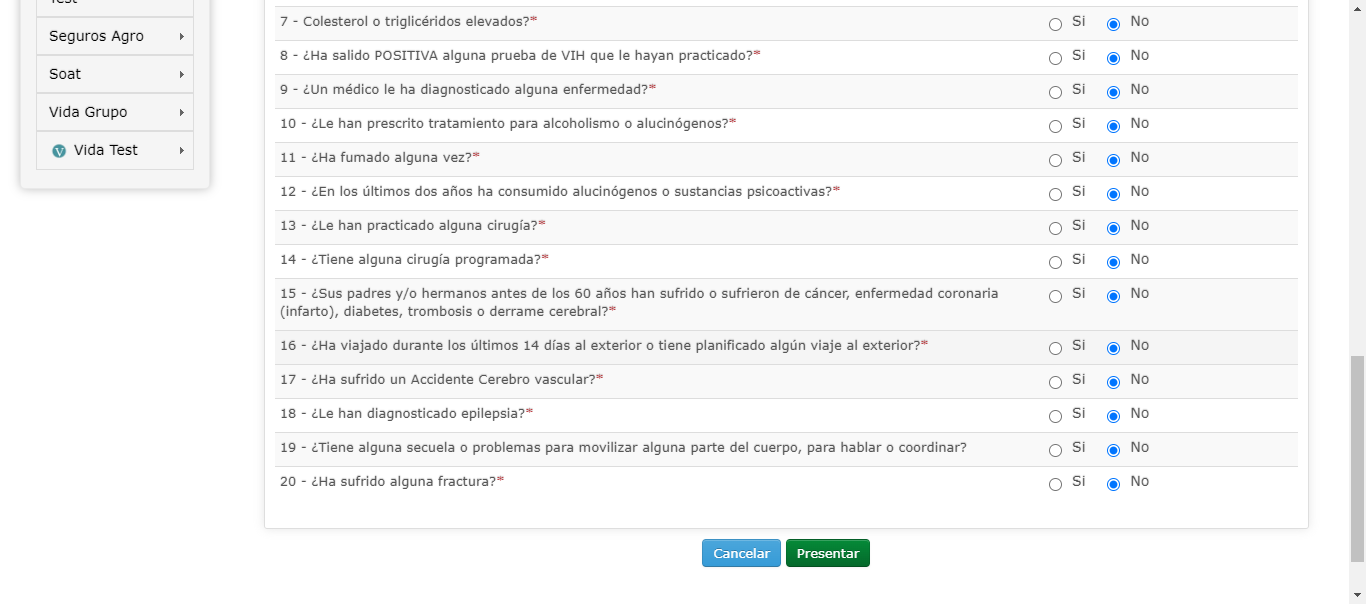 Test
Seguros Agro
Soat
Vida Grupo
Vida Test
7 - Colesterol o triglicéridos elevados?* Si No
8 - ¿Ha salido POSITIVA alguna prueba de VIH que le hayan practicado?* Si No
9 - ¿Un médico le ha diagnosticado alguna enfermedad?* Si No
10 - ¿Le han prescrito tratamiento para alcoholismo o alucinógenos?* Si No
11 - ¿Ha fumado alguna vez?* Si No
12 - ¿En los últimos dos años ha consumido alucinógenos o sustancias psicoactivas?* Si No
13 - ¿Le han practicado alguna cirugía?* Si No
14 - ¿Tiene alguna cirugía programada?* Si No
15 - ¿Sus padres y/o hermanos antes de los 60 años han sufrido o sufrieron de cáncer, enfermedad coronaria Si No
(infarto), diabetes, trombosis o derrame cerebral?*
16 - ¿Ha viajado durante los últimos 14 días al exterior o tiene planificado algún viaje al exterior?* Si No
17 - ¿Ha sufrido un Accidente Cerebro vascular?* Si No
18 - ¿Le han diagnosticado epilepsia?* Si No
19 - ¿Tiene alguna secuela o problemas para movilizar alguna parte del cuerpo, para hablar o coordinar? Si No
20 - ¿Ha sufrido alguna fractura?* Si No
Cancelar Presentar